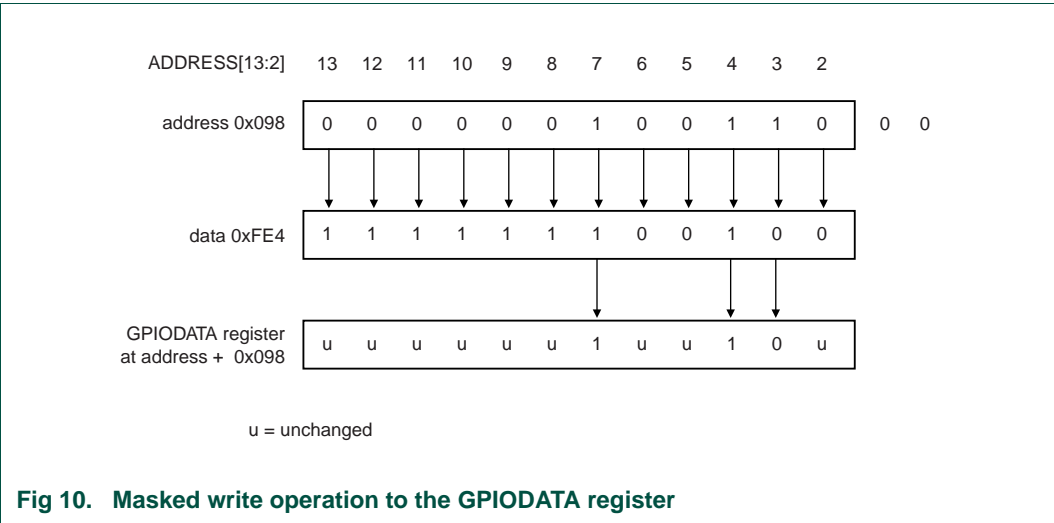 ADDRESS[13:2] 13 12 11 10 9 8 7 6 5 4 3 2
address 0x098 0 0 0 0 0 0 1 0 0 1 1 0 0 0
data 0xFE4 1 1 1 1 1 1 1 0 0 1 0 0
GPIODATA register
at address + 0x098 u u u u u u 1 u u 1 0 u
u = unchanged
Fig 10. Masked write operation to the GPIODATA register